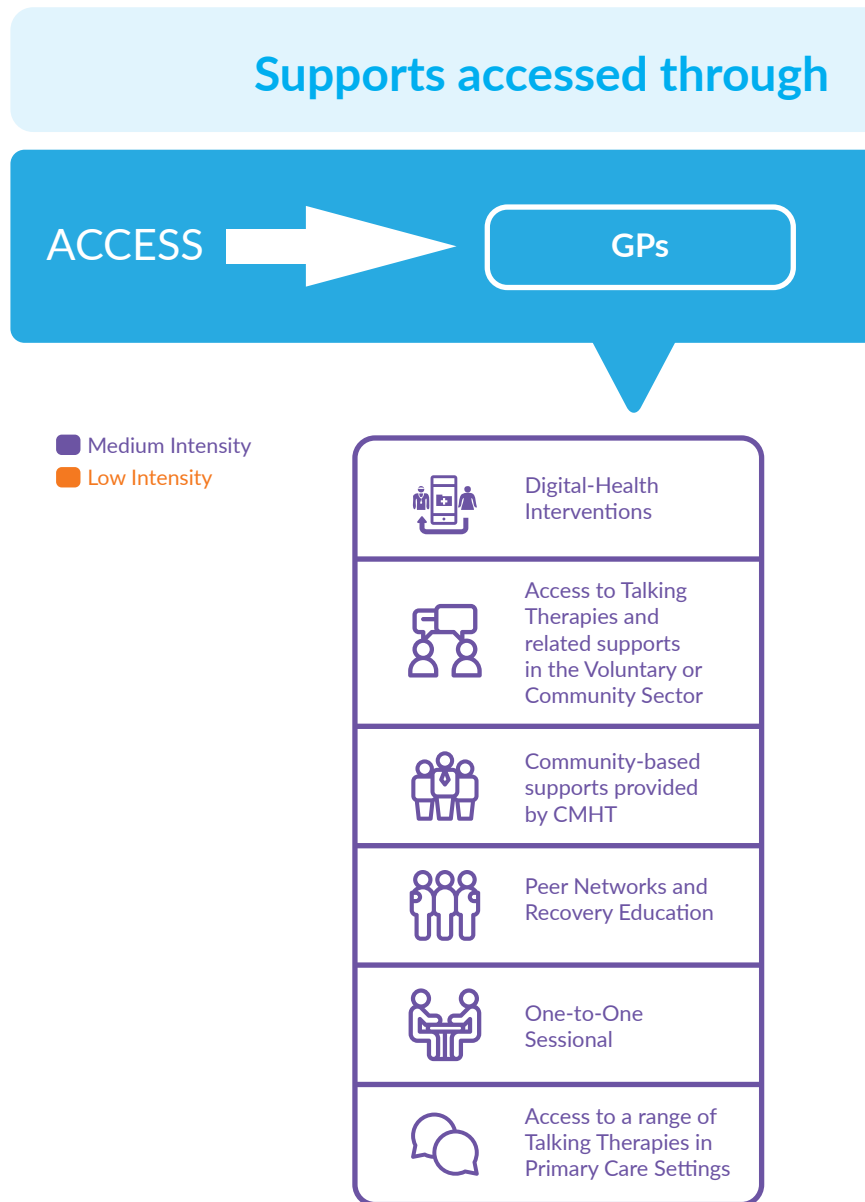 Supports accessed through
ACCESS
GPs
Medium Intensity
Low Intensity
Digital-Health
Interventions
Access to Talking
Therapies and
related supports
in the Voluntary or
Community Sector
Community-based
supports provided
by CMHT
Peer Networks and
Recovery Education
One-to-One
Sessional
Access to a range of
Talking Therapies in
Primary Care Settings